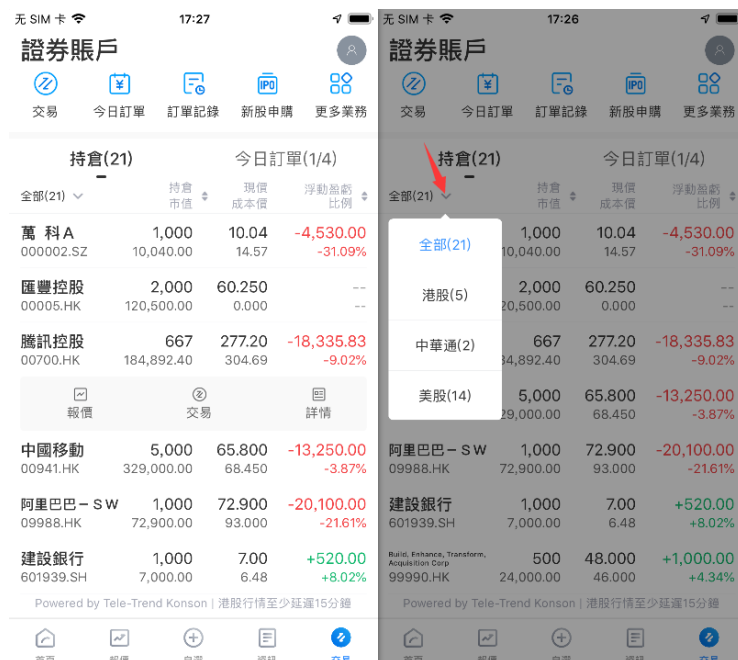 無 SIM 卡 17:27
證券賬戶
交易 今日訂單 訂單記錄 新股申購 更多業務
持倉(21) 今日訂單(1/4)
全部(21) 持倉市值 現價成本價 浮動盈虧比例
萬 科A 1,000 10.04 -4,530.00
000002.SZ 10,040.00 14.57 -31.09%
匯豐控股 2,000 60.250 --
00005.HK 120,500.00 0.000 --
騰訊控股 667 277.20 -18,335.83
00700.HK 184,892.40 304.69 -9.02%
報價 交易 詳情
中國移動 5,000 65.800 -13,250.00
00941.HK 329,000.00 68.450 -3.87%
阿里巴巴－ＳＷ 1,000 72.900 -20,100.00
09988.HK 72,900.00 93.000 -21.61%
建設銀行 1,000 7.00 +520.00
601939.SH 7,000.00 6.48 +8.02%
Powered by Tele-Trend Konson | 港股行情至少延遲15分鐘
首頁 報價 自選 資訊 交易
無 SIM 卡 17:26
證券賬戶
交易 今日訂單 訂單記錄 新股申購 更多業務
持倉(21) 今日訂單(1/4)
全部(21) 持倉市值 現價成本價 浮動盈虧比例
全部(21)
港股(5)
中華通(2)
美股(14)
1,000 10.04 -4,530.00
10,040.00 14.57 -31.09%
2,000 60.250 --
20,500.00 0.000 --
667 277.20 -18,335.83
34,892.40 304.69 -9.02%
5,000 65.800 -13,250.00
29,000.00 68.450 -3.87%
阿里巴巴－ＳＷ 1,000 72.900 -20,100.00
09988.HK 72,900.00 93.000 -21.61%
建設銀行 1,000 7.00 +520.00
601939.SH 7,000.00 6.48 +8.02%
Build, Enhance, Transform, Acquisition Corp 500 48.000 +1,000.00
99990.HK 24,000.00 46.000 +4.34%
Powered by Tele-Trend Konson | 港股行情至少延遲15分鐘
首頁 報價 自選 資訊 交易